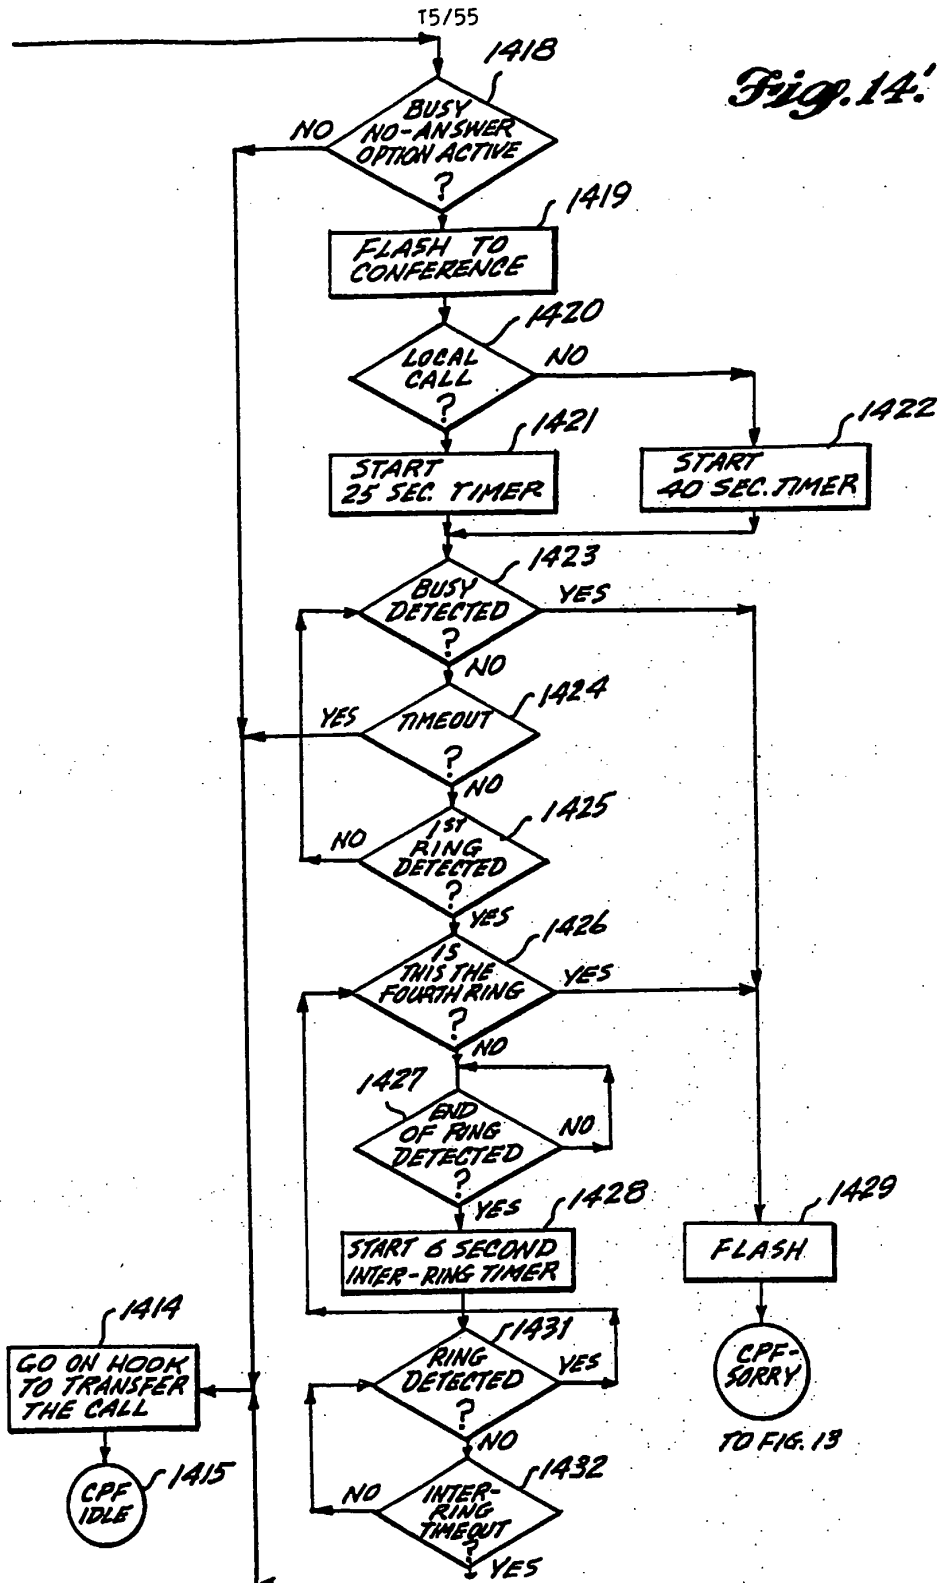 15/55
Fig. 14.
1418
BUSY
NO-ANSWER
OPTION ACTIVE
?
NO
1419
FLASH TO
CONFERENCE
1420
LOCAL
CALL
?
NO
1421
START
25 SEC. TIMER
1422
START
40 SEC. TIMER
1423
BUSY
DETECTED
?
YES
NO
1424
TIMEOUT
?
YES
NO
1425
1ST
RING
DETECTED
?
NO
YES
1426
IS
THIS THE
FOURTH RING
?
YES
NO
1427
END
OF RING
DETECTED
?
NO
YES
1428
START 6 SECOND
INTER-RING TIMER
1429
FLASH
CPF-
SORRY
TO FIG. 13
1431
RING
DETECTED
?
YES
NO
1432
INTER-
RING
TIMEOUT
?
NO
YES
1414
GO ON HOOK
TO TRANSFER
THE CALL
1415
CPF
IDLE